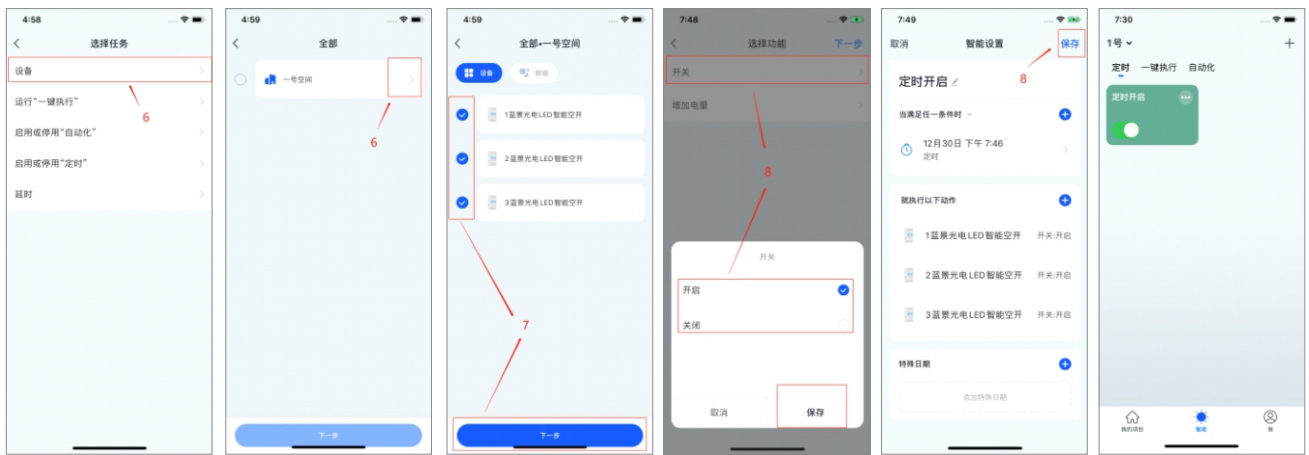 4:58
选择任务
设备
运行“一键执行”
启用或停用“自动化”
启用或停用“定时”
延时
6
4:59
全部
一号空间
6
下一步
4:59
全部•一号空间
设备
群组
1蓝景光电LED智能空开
2蓝景光电LED智能空开
3蓝景光电LED智能空开
7
下一步
7:48
选择功能
下一步
开关
增加电量
8
开关
开启
关闭
取消
保存
7:49
取消
智能设置
保存
8
定时开启
当满足任一条件时
12月30日 下午 7:46
定时
就执行以下动作
1蓝景光电LED智能空开 开关:开启
2蓝景光电LED智能空开 开关:开启
3蓝景光电LED智能空开 开关:开启
特殊日期
添加特殊日期
7:30
1号
定时 一键执行 自动化
定时开启
我的项目
智能
我